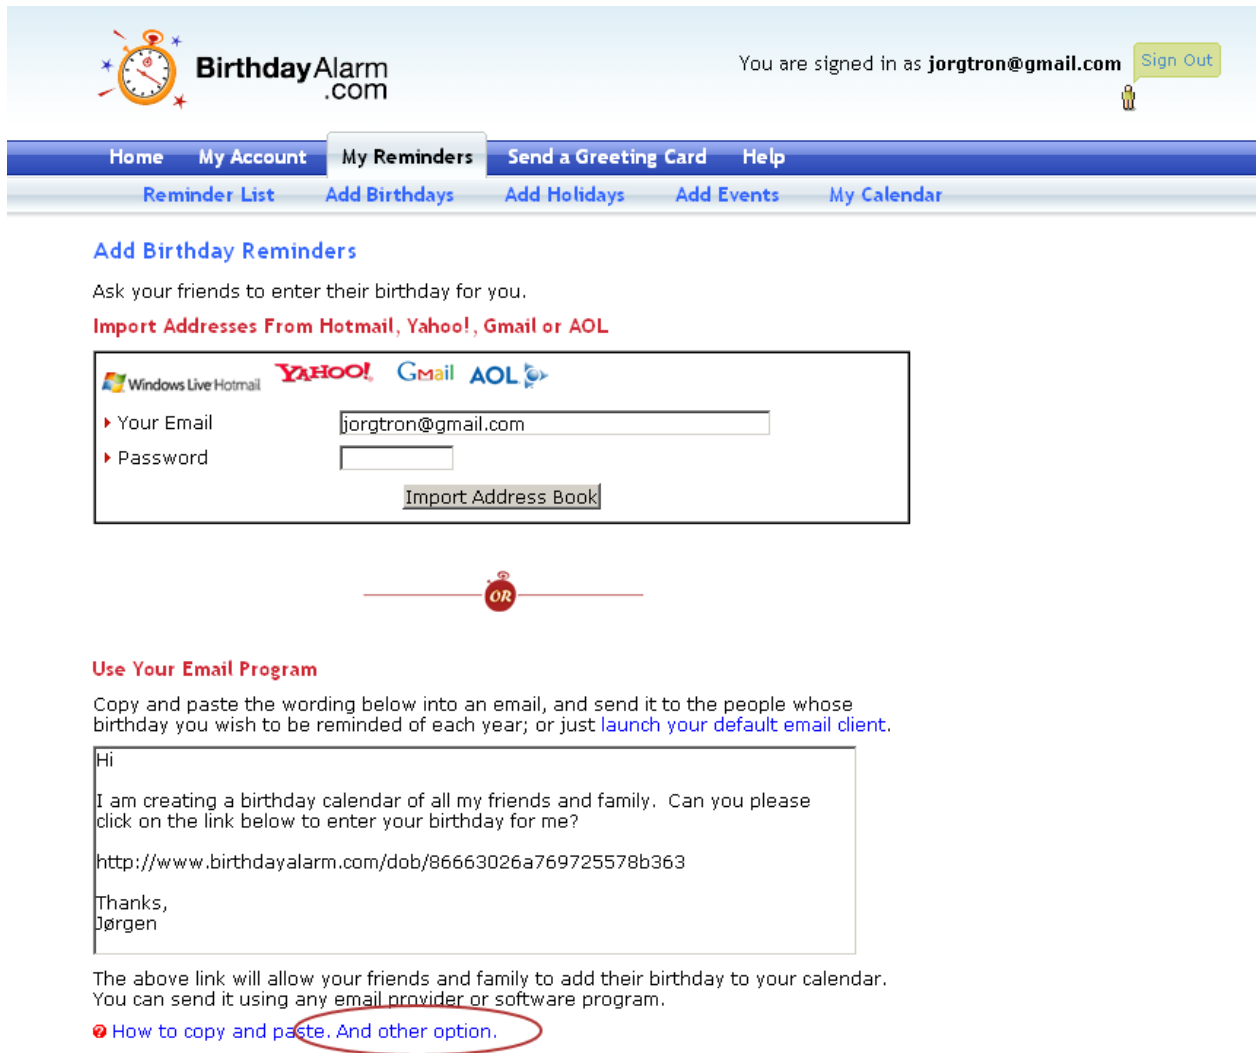 BirthdayAlarm
.com
You are signed in as jorgtron@gmail.com
Sign Out
Home My Account My Reminders Send a Greeting Card Help
Reminder List Add Birthdays Add Holidays Add Events My Calendar
Add Birthday Reminders
Ask your friends to enter their birthday for you.
Import Addresses From Hotmail, Yahoo!, Gmail or AOL
Windows Live Hotmail YAHOO! GMail AOL
Your Email jorgtron@gmail.com
Password
Import Address Book
OR
Use Your Email Program
Copy and paste the wording below into an email, and send it to the people whose
birthday you wish to be reminded of each year; or just launch your default email client.
Hi
I am creating a birthday calendar of all my friends and family. Can you please
click on the link below to enter your birthday for me?
http://www.birthdayalarm.com/dob/86663026a769725578b363
Thanks,
Jørgen
The above link will allow your friends and family to add their birthday to your calendar.
You can send it using any email provider or software program.
? How to copy and paste. And other option.